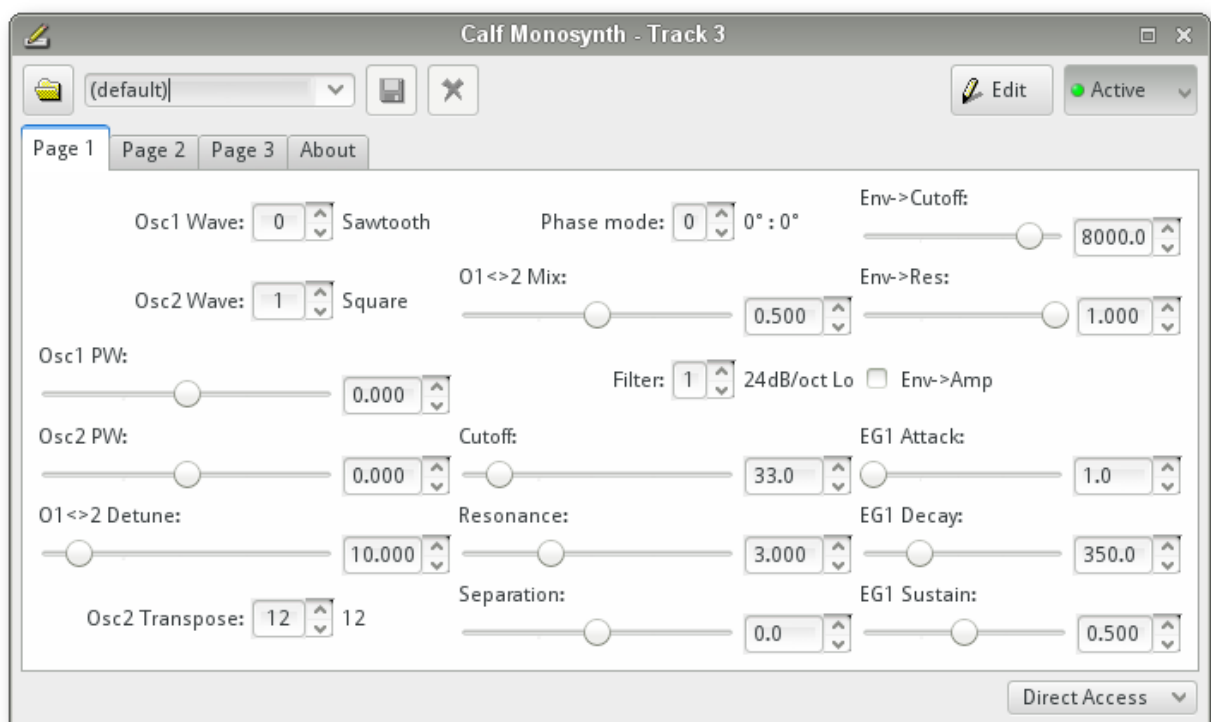 Calf Monosynth - Track 3
(default) Edit Active
Page 1 Page 2 Page 3 About
Osc1 Wave: 0 Sawtooth
Phase mode: 0 0° : 0°
Env->Cutoff:
8000.0
Osc2 Wave: 1 Square
O1<>2 Mix:
0.500
Env->Res:
1.000
Osc1 PW:
0.000
Filter: 1 24dB/oct Lo
Env->Amp
Osc2 PW:
0.000
Cutoff:
33.0
EG1 Attack:
1.0
O1<>2 Detune:
10.000
Resonance:
3.000
EG1 Decay:
350.0
Osc2 Transpose: 12 12
Separation:
0.0
EG1 Sustain:
0.500
Direct Access